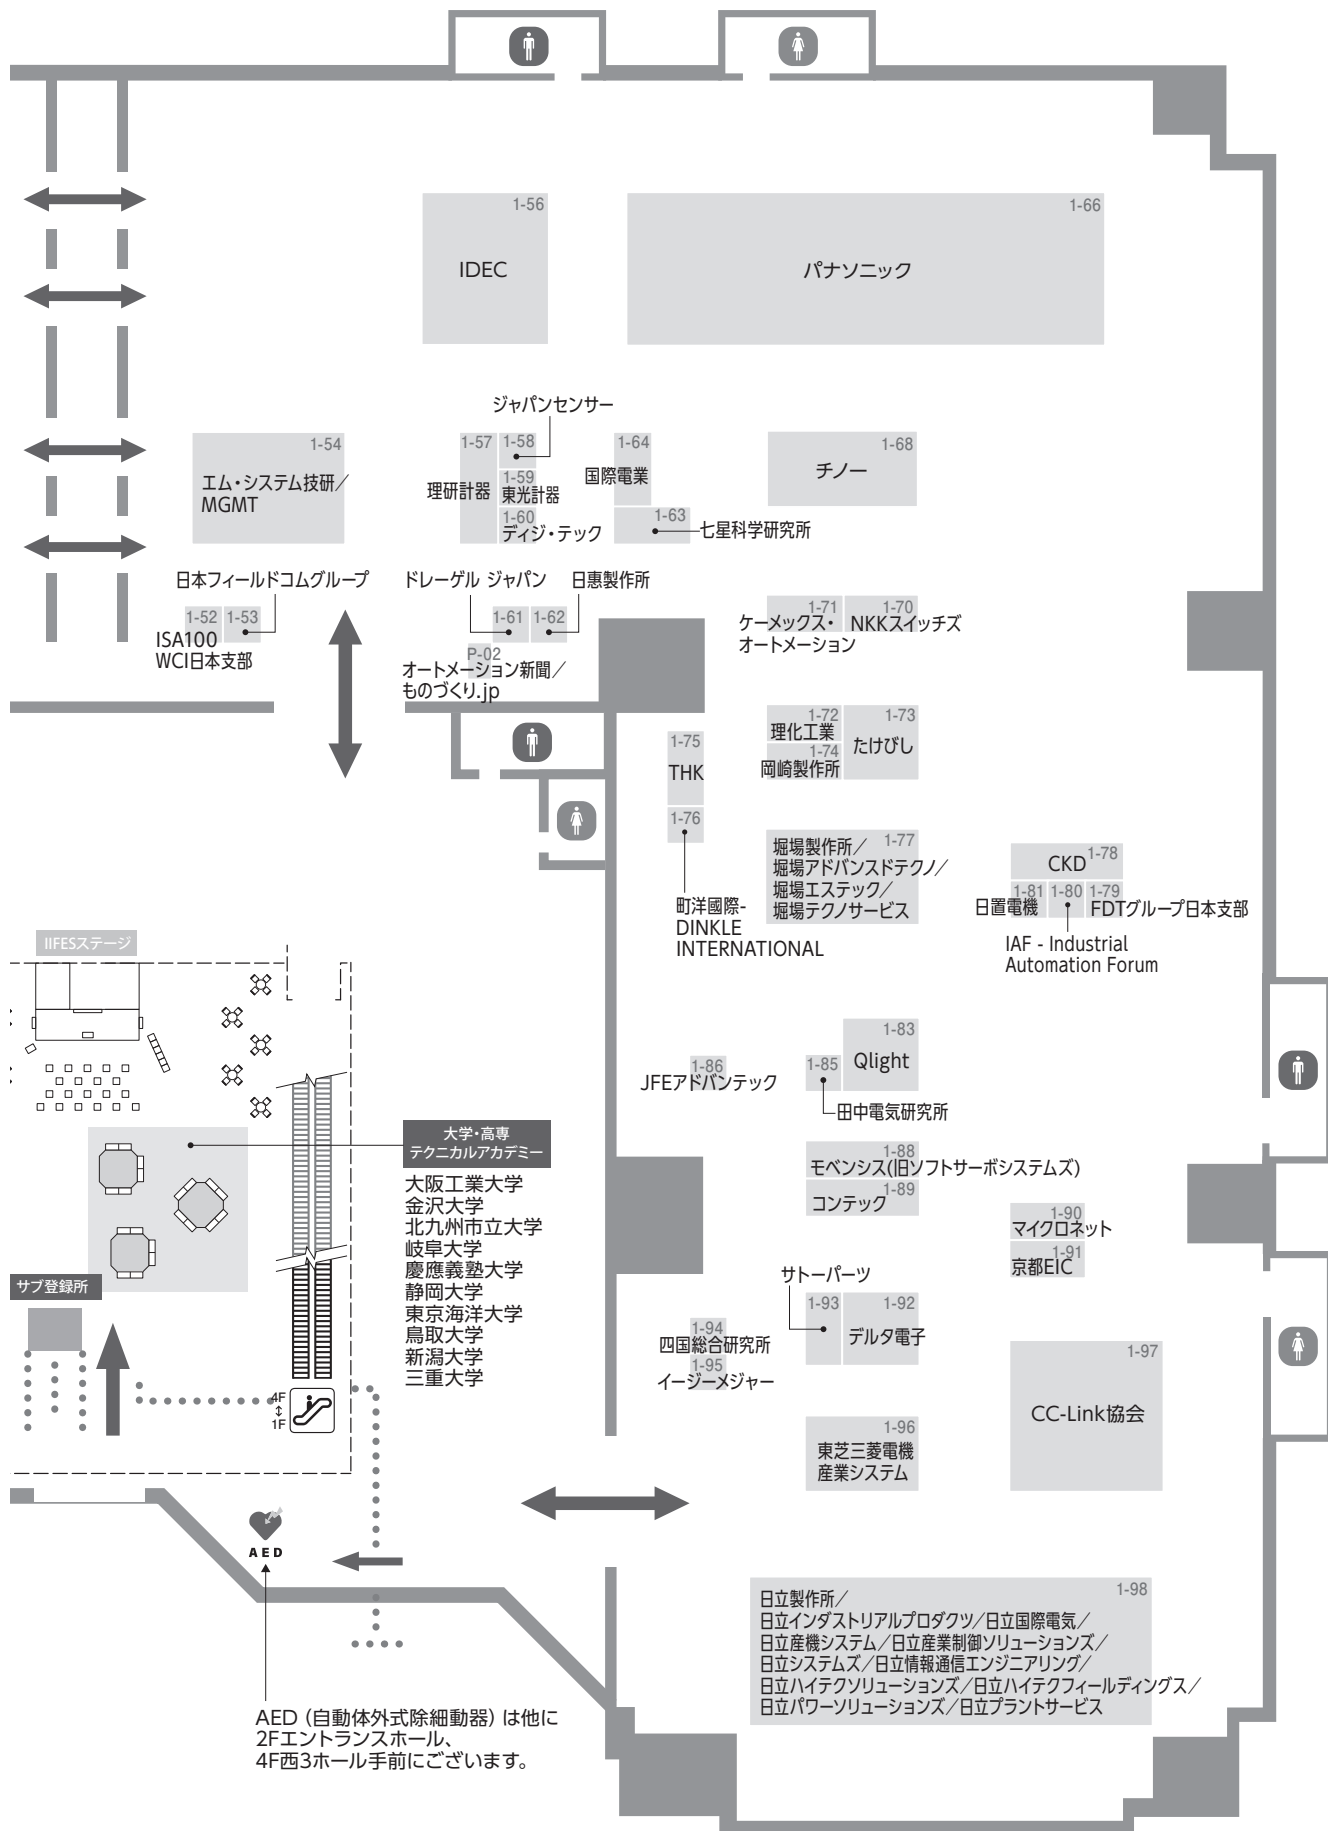 1-56
IDEC
1-66
パナソニック
ジャパンセンサー
1-54
エム・システム技研／
MGMT
1-57
理研計器
1-58
1-59
東光計器
1-60
ディジ・テック
1-64
国際電業
1-63
七星科学研究所
1-68
チノー
日本フィールドコムグループ
1-52
1-53
ISA100
WCI日本支部
ドレーゲル ジャパン
日惠製作所
1-61
1-62
P-02
オートメーション新聞／
ものづくり.jp
1-71
ケーメックス・
オートメーション
1-70
NKKスイッチズ
1-72
理化工業
1-73
たけびし
1-74
岡崎製作所
1-75
THK
1-76
町洋國際-
DINKLE
INTERNATIONAL
1-77
堀場製作所／
堀場アドバンスドテクノ／
堀場エステック／
堀場テクノサービス
1-78
CKD
1-81
日置電機
1-80
1-79
FDTグループ日本支部
IAF - Industrial
Automation Forum
IIFESステージ
1-83
Qlight
1-85
田中電気研究所
1-86
JFEアドバンテック
大学・高専
テクニカルアカデミー
大阪工業大学
金沢大学
北九州市立大学
岐阜大学
慶應義塾大学
静岡大学
東京海洋大学
鳥取大学
新潟大学
三重大学
1-88
モベンシス(旧ソフトサーボシステムズ)
1-89
コンテック
1-90
マイクロネット
1-91
京都EIC
サブ登録所
サトーパーツ
1-93
1-92
デルタ電子
1-94
四国総合研究所
1-95
イージーメジャー
1-97
CC-Link協会
4F
1F
1-96
東芝三菱電機
産業システム
AED
1-98
日立製作所／
日立インダストリアルプロダクツ／日立国際電気／
日立産機システム／日立産業制御ソリューションズ／
日立システムズ／日立情報通信エンジニアリング／
日立ハイテクソリューションズ／日立ハイテクフィールディングス／
日立パワーソリューションズ／日立プラントサービス
AED（自動体外式除細動器）は他に
2Fエントランスホール、
4F西3ホール手前にございます。